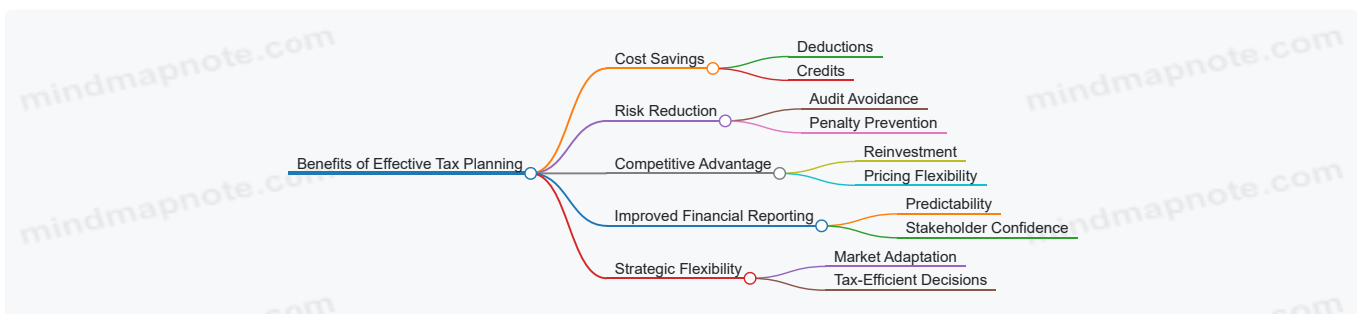 mindmapnote.com
mindmapnote.com
Benefits of Effective Tax Planning
Cost Savings
Deductions
Credits
Risk Reduction
Audit Avoidance
Penalty Prevention
Competitive Advantage
Reinvestment
Pricing Flexibility
Improved Financial Reporting
Predictability
Stakeholder Confidence
Strategic Flexibility
Market Adaptation
Tax-Efficient Decisions
mindmapnote.com
mindmapnote.com